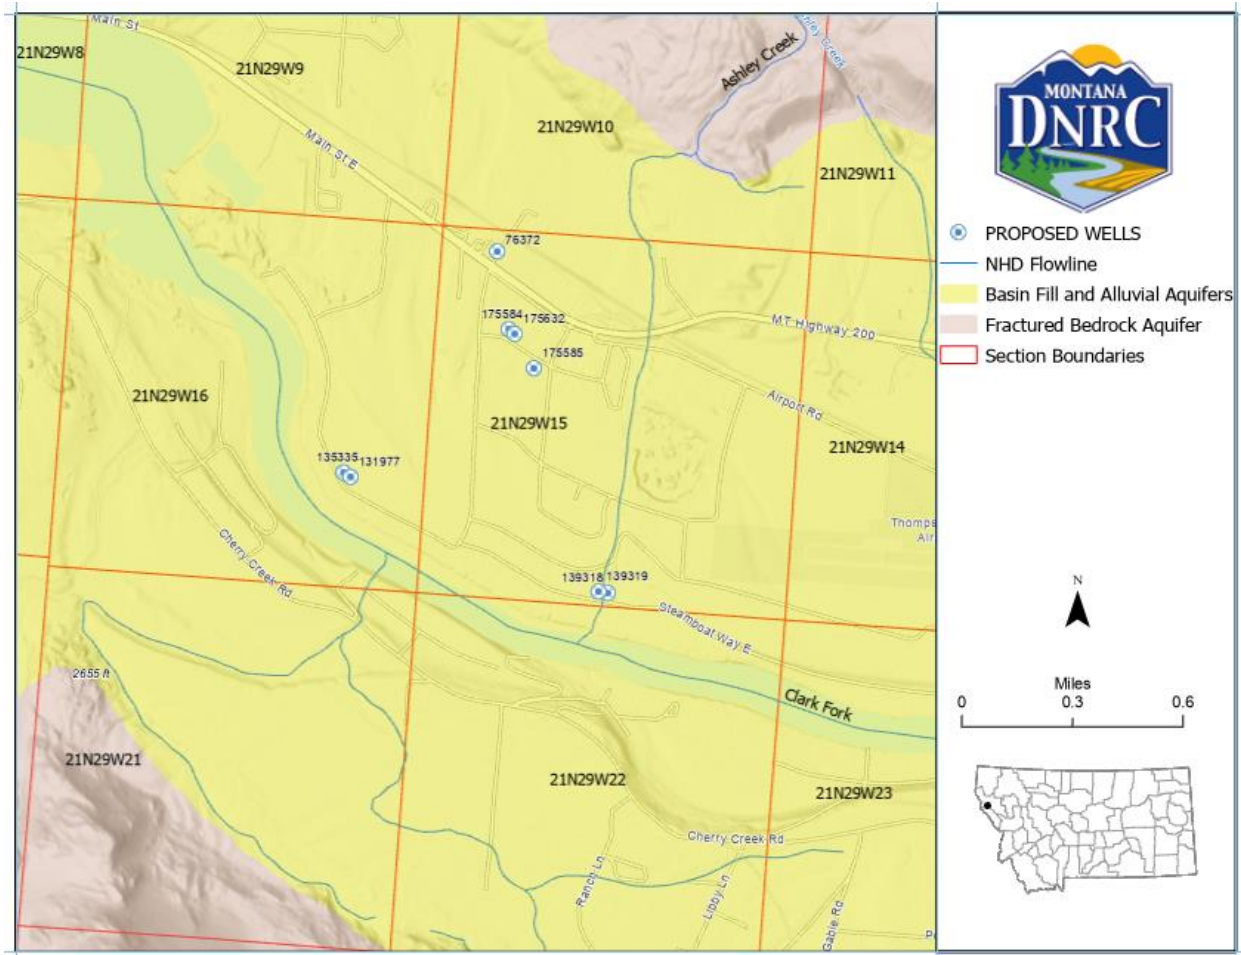 Main St
21N29W8
21N29W9
Ashley Creek
Ashley Creek
21N29W10
Main St E
21N29W11
76372
175584
175632
MT Highway 200
175585
21N29W16
Airport Rd
21N29W15
21N29W14
135335
131977
Cherry Creek Rd
139318
139319
Steamboat Way E
2655 ft
Clark Fork
21N29W21
21N29W22
21N29W23
Cherry Creek Rd
Ranch Ln
Libby Ln
Gable Rd
MONTANA
DNRC
PROPOSED WELLS
NHD Flowline
Basin Fill and Alluvial Aquifers
Fractured Bedrock Aquifer
Section Boundaries
N
Miles
0 0.3 0.6